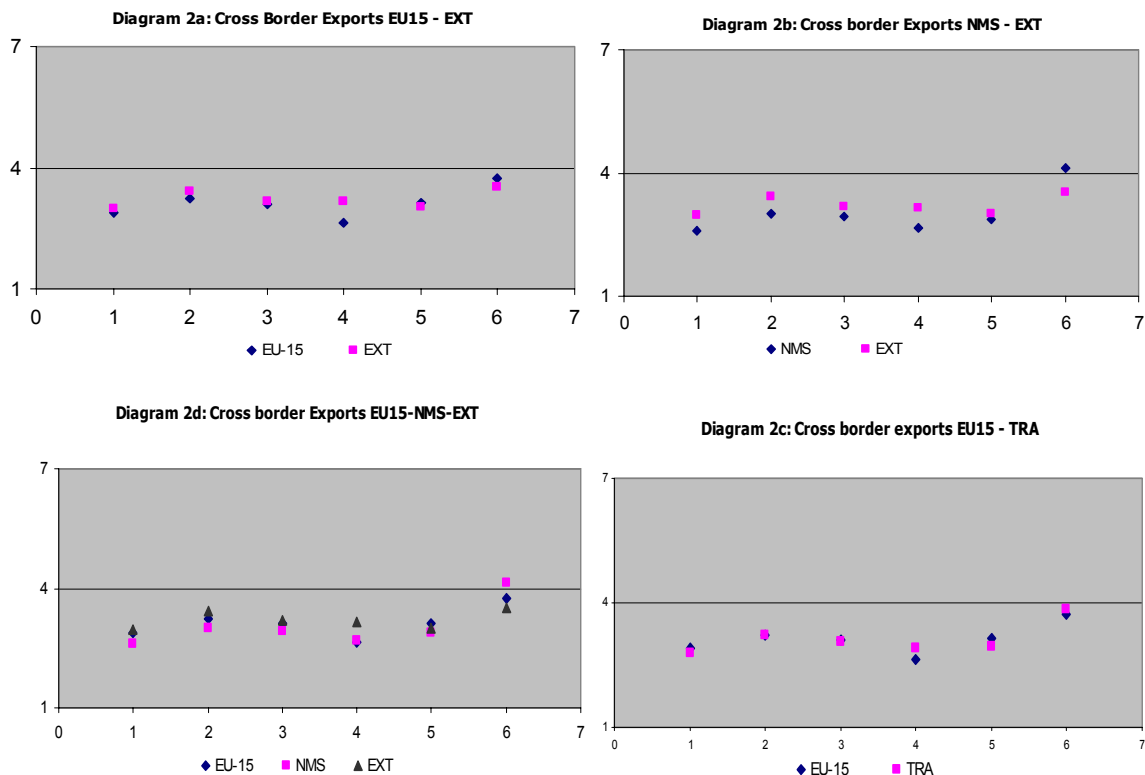 Diagram 2a: Cross Border Exports EU15 - EXT
7
4
1
0 1 2 3 4 5 6 7
EU-15 EXT
Diagram 2b: Cross border Exports NMS - EXT
7
4
1
0 1 2 3 4 5 6 7
NMS EXT
Diagram 2d: Cross border Exports EU15-NMS-EXT
7
4
1
0 1 2 3 4 5 6 7
EU-15 NMS EXT
Diagram 2c: Cross border exports EU15 - TRA
7
4
1
0 1 2 3 4 5 6 7
EU-15 TRA